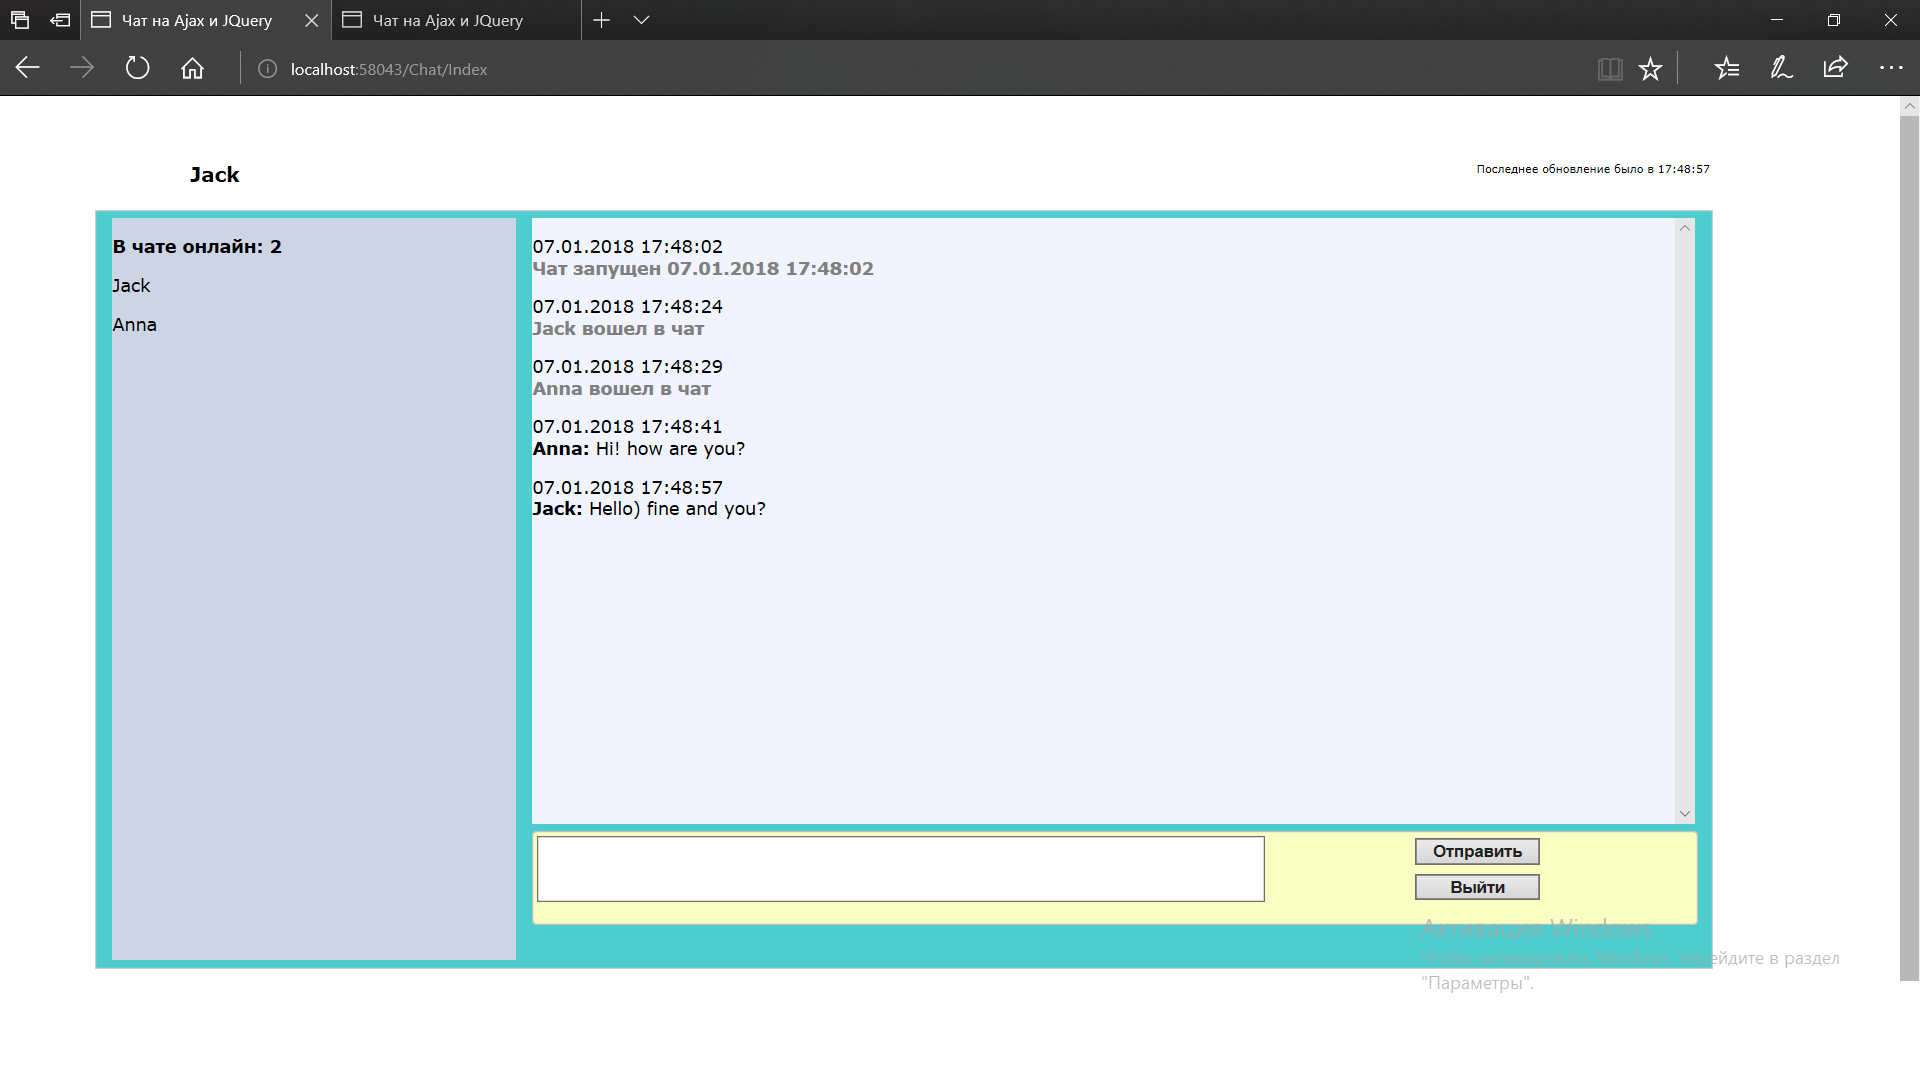 Чат на Ajax и JQuery
Чат на Ajax и JQuery
localhost:58043/Chat/Index
Jack
Последнее обновление было в 17:48:57
В чате онлайн: 2
Jack
Anna
07.01.2018 17:48:02
Чат запущен 07.01.2018 17:48:02
07.01.2018 17:48:24
Jack вошел в чат
07.01.2018 17:48:29
Anna вошел в чат
07.01.2018 17:48:41
Anna: Hi! how are you?
07.01.2018 17:48:57
Jack: Hello) fine and you?
Отправить
Выйти
Активация Windows
Чтобы активировать Windows, перейдите в раздел
"Параметры".